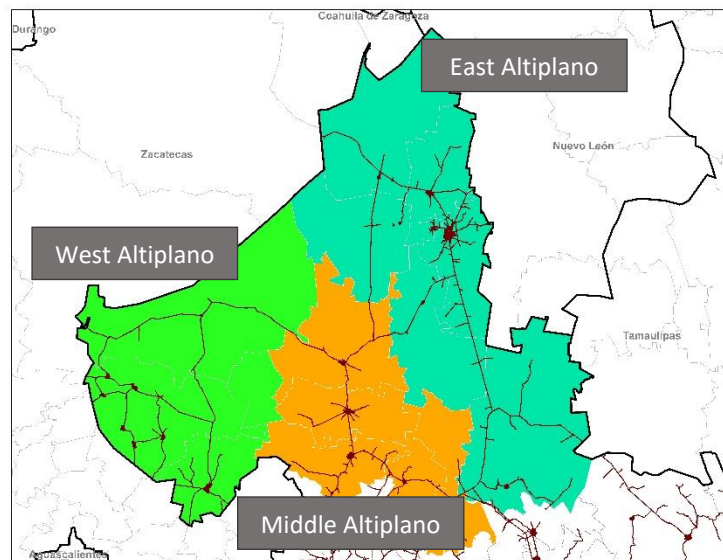 Coahuila de Zaragoza
Durango
East Altiplano
Nuevo León
Zacatecas
West Altiplano
Tamaulipas
Middle Altiplano
Aguascalientes